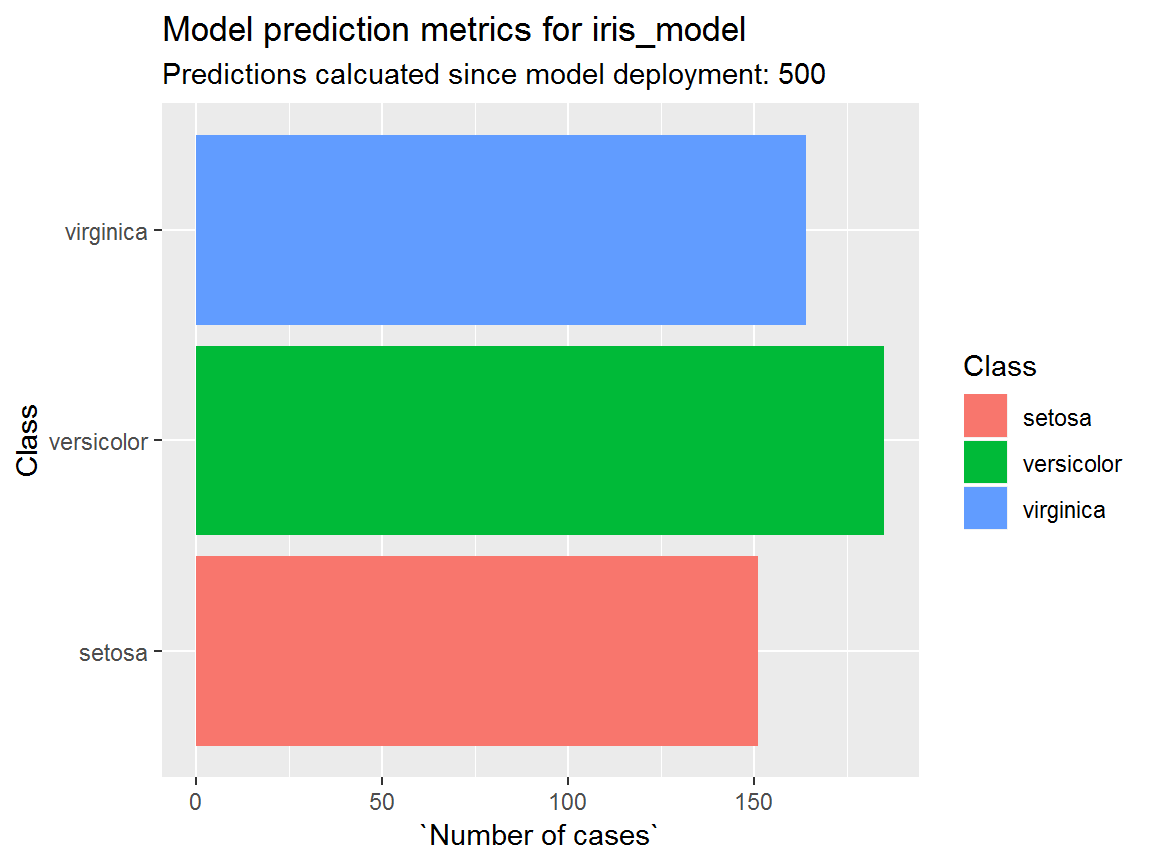 Model prediction metrics for iris_model
Predictions calcuated since model deployment: 500
virginica
versicolor
setosa
Class
0 50 100 150
`Number of cases`
Class
setosa
versicolor
virginica